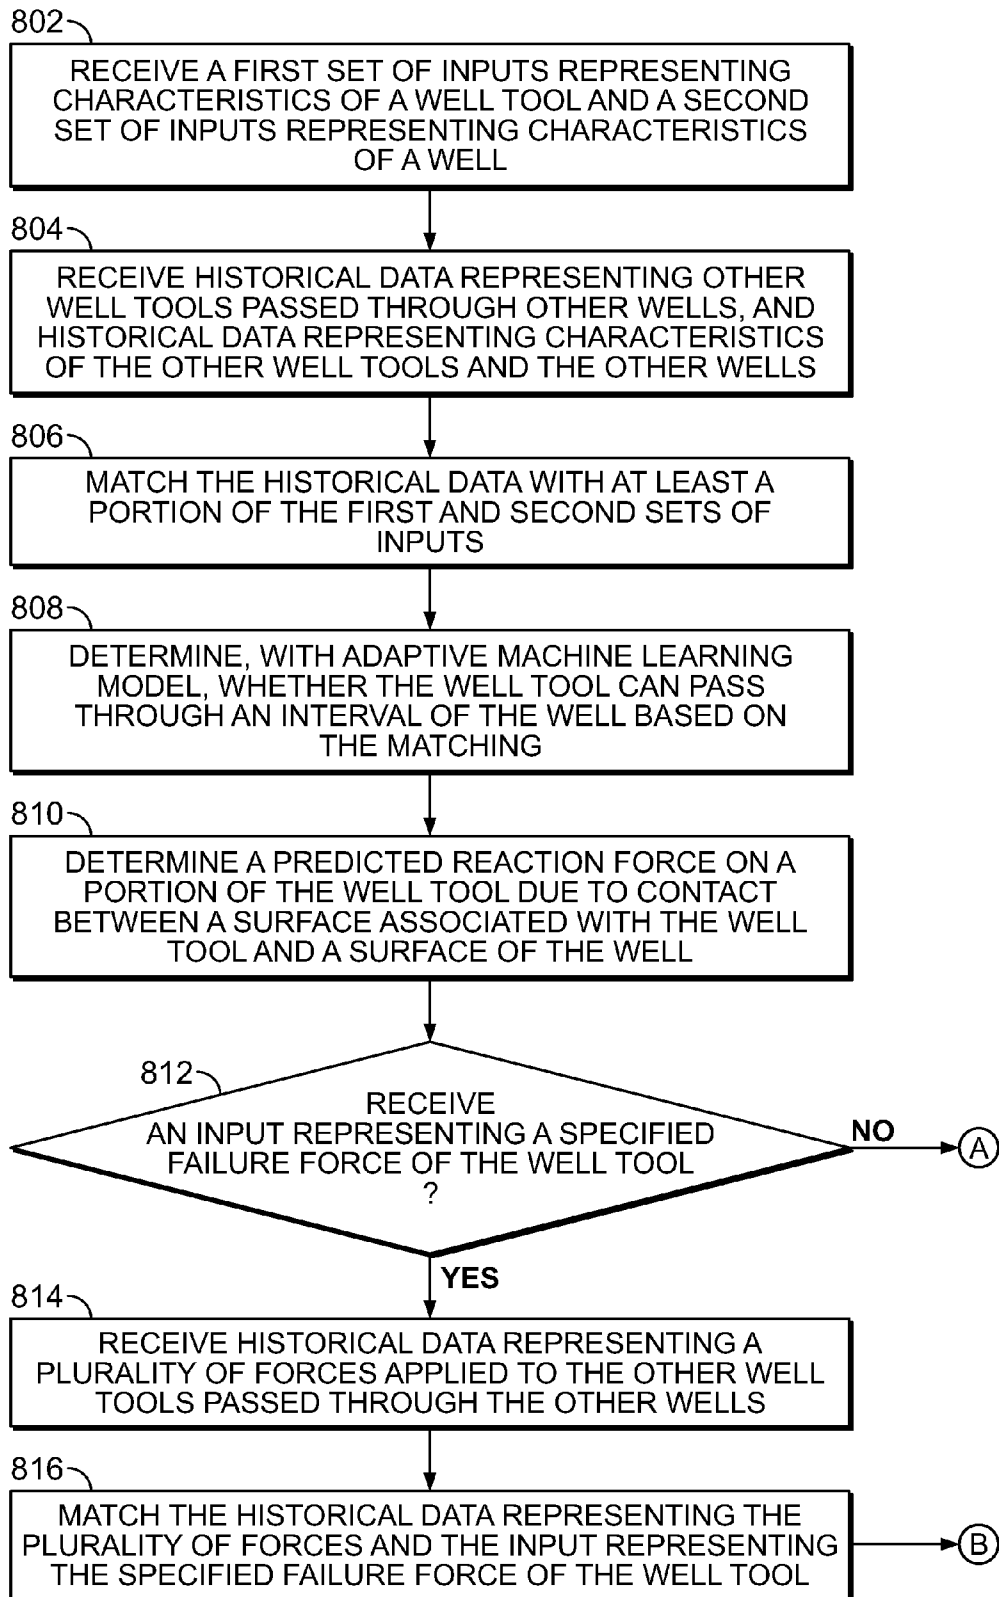 802
RECEIVE A FIRST SET OF INPUTS REPRESENTING
CHARACTERISTICS OF A WELL TOOL AND A SECOND
SET OF INPUTS REPRESENTING CHARACTERISTICS
OF A WELL
804
RECEIVE HISTORICAL DATA REPRESENTING OTHER
WELL TOOLS PASSED THROUGH OTHER WELLS, AND
HISTORICAL DATA REPRESENTING CHARACTERISTICS
OF THE OTHER WELL TOOLS AND THE OTHER WELLS
806
MATCH THE HISTORICAL DATA WITH AT LEAST A
PORTION OF THE FIRST AND SECOND SETS OF
INPUTS
808
DETERMINE, WITH ADAPTIVE MACHINE LEARNING
MODEL, WHETHER THE WELL TOOL CAN PASS
THROUGH AN INTERVAL OF THE WELL BASED ON
THE MATCHING
810
DETERMINE A PREDICTED REACTION FORCE ON A
PORTION OF THE WELL TOOL DUE TO CONTACT
BETWEEN A SURFACE ASSOCIATED WITH THE WELL
TOOL AND A SURFACE OF THE WELL
812
RECEIVE
AN INPUT REPRESENTING A SPECIFIED
FAILURE FORCE OF THE WELL TOOL
?
NO
A
YES
814
RECEIVE HISTORICAL DATA REPRESENTING A
PLURALITY OF FORCES APPLIED TO THE OTHER WELL
TOOLS PASSED THROUGH THE OTHER WELLS
816
MATCH THE HISTORICAL DATA REPRESENTING THE
PLURALITY OF FORCES AND THE INPUT REPRESENTING
THE SPECIFIED FAILURE FORCE OF THE WELL TOOL
B